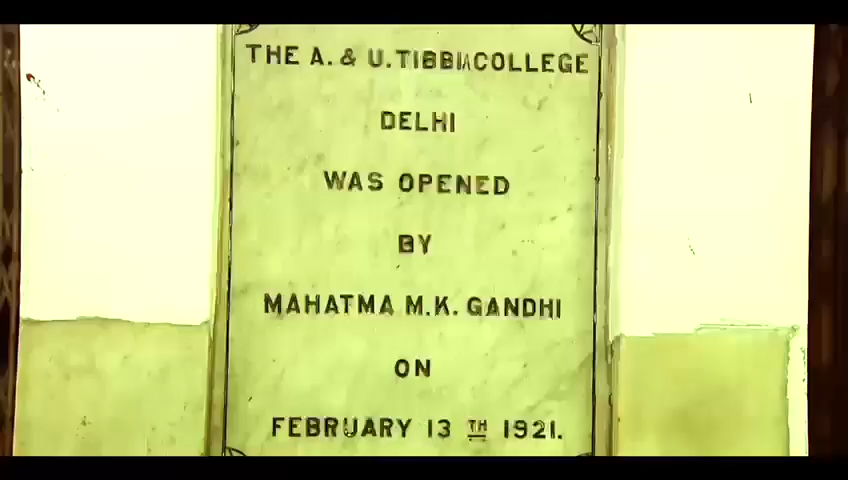 THE A. & U. TIBBIA COLLEGE
DELHI
WAS OPENED
BY
MAHATMA M.K. GANDHI
ON
FEBRUARY 13 TH 1921.